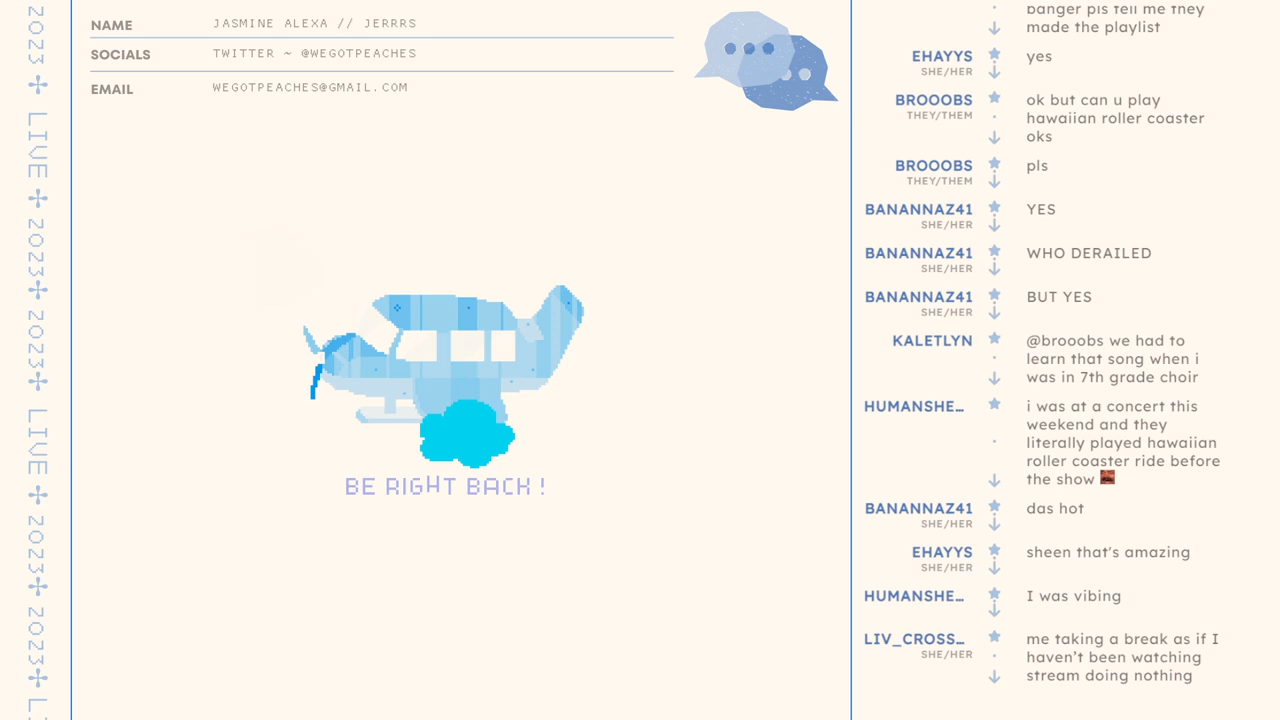 2023 ✢ LIVE ✢ 2023✢ 2023✢ LIVE ✢ 2023✢ 2023✢ LI
NAME JASMINE ALEXA // JERRRS
SOCIALS TWITTER ~ @WEGOTPEACHES
EMAIL WEGOTPEACHES@GMAIL.COM
BE RIGHT BACK !
banger pls tell me they
made the playlist
EHAYYS yes
SHE/HER
BROOOBS ok but can u play
THEY/THEM hawaiian roller coaster
oks
BROOOBS pls
THEY/THEM
BANANNAZ41 YES
SHE/HER
BANANNAZ41 WHO DERAILED
SHE/HER
BANANNAZ41 BUT YES
SHE/HER
KALETLYN @brooobs we had to
learn that song when i
was in 7th grade choir
HUMANSHE… i was at a concert this
weekend and they
literally played hawaiian
roller coaster ride before
the show
BANANNAZ41 das hot
SHE/HER
EHAYYS sheen that's amazing
SHE/HER
HUMANSHE… I was vibing
LIV_CROSS… me taking a break as if I
SHE/HER haven't been watching
stream doing nothing